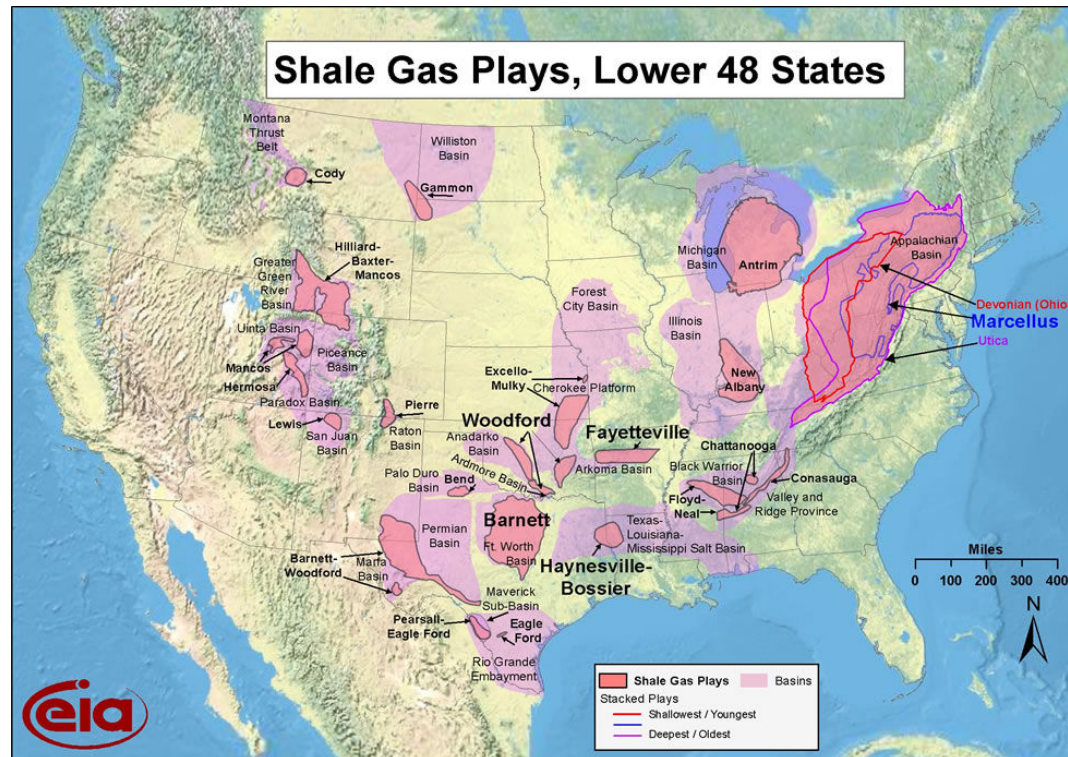 Shale Gas Plays, Lower 48 States
Montana
Thrust
Belt
Cody
Williston
Basin
Gammon
Hilliard-
Baxter-
Mancos
Greater
Green
River
Basin
Uinta Basin
Piceance
Basin
Mancos
Hermosa
Paradox Basin
Lewis
San Juan
Basin
Pierre
Raton
Basin
Forest
City Basin
Excello-
Mulky
Cherokee Platform
Woodford
Anadarko
Basin
Palo Duro
Basin
Bend
Ardmore Basin
Arkoma Basin
Fayetteville
Michigan
Basin
Antrim
Illinois
Basin
New
Albany
Appalachian
Basin
Devonian (Ohio
Marcellus
Utica
Chattanooga
Black Warrior
Basin
Conasauga
Floyd-
Neal
Valley and
Ridge Province
Permian
Basin
Barnett
Ft. Worth
Basin
Texas-
Louisiana-
Mississippi Salt Basin
Haynesville-
Bossier
Barnett-
Woodford
Marfa
Basin
Maverick
Sub-Basin
Pearsall-
Eagle Ford
Eagle
Ford
Rio Grande
Embayment
Miles
0 100 200 300 400
N
Shale Gas Plays
Basins
Stacked Plays
Shallowest / Youngest
Deepest / Oldest
eia